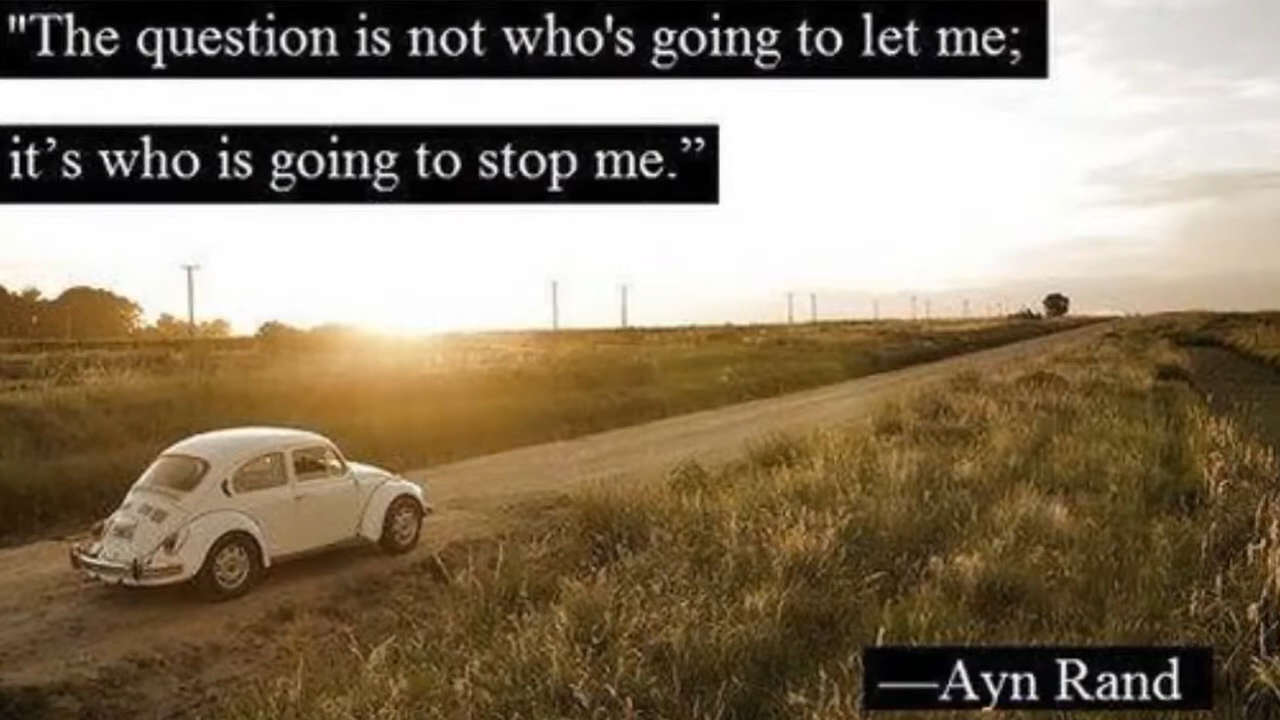 "The question is not who's going to let me;
it’s who is going to stop me.”
—Ayn Rand